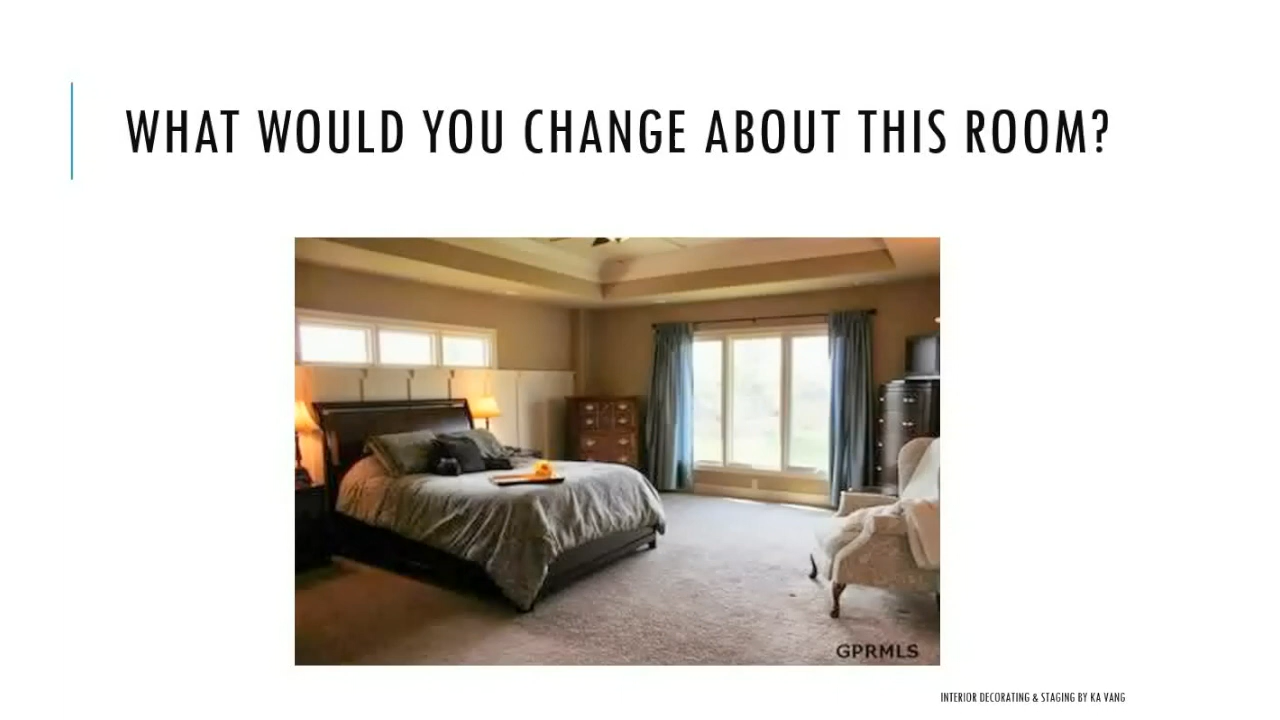 WHAT WOULD YOU CHANGE ABOUT THIS ROOM?
GPRMLS
INTERIOR DECORATING & STAGING BY KA VANG